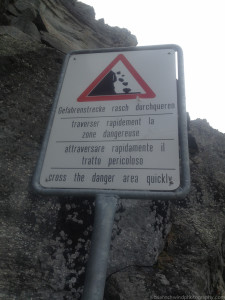 Gefahrenstrecke rasch durchqueren
traverser rapidement la
zone dangereuse
attraversare rapidamente il
tratto pericoloso
cross the danger area quickly